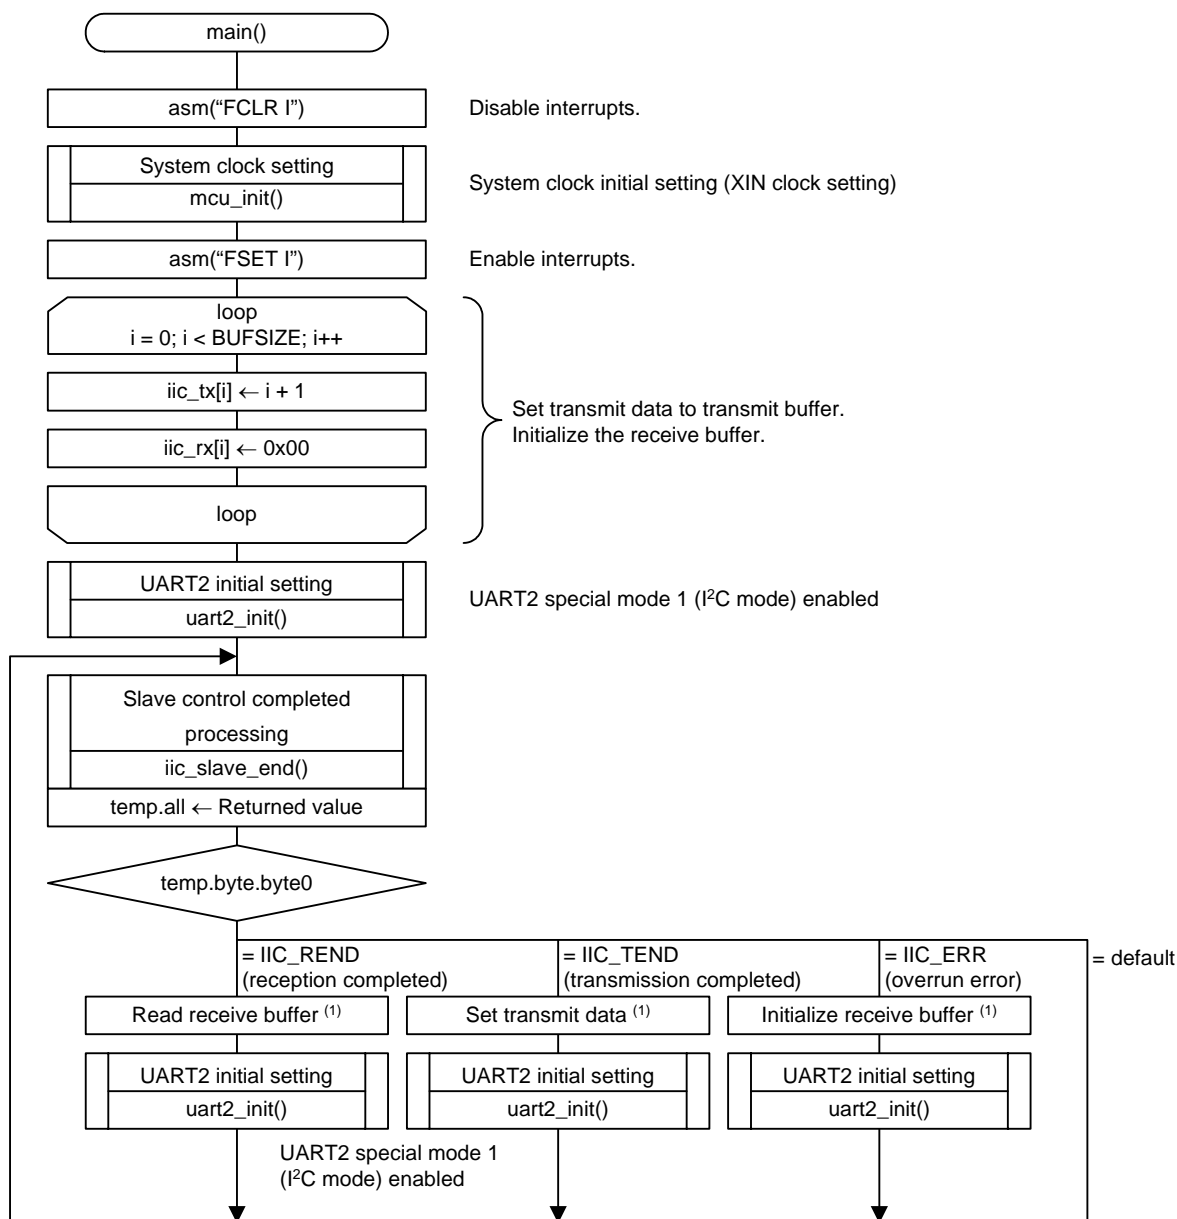 main()
asm(“FCLR I”)
Disable interrupts.
System clock setting
mcu_init()
System clock initial setting (XIN clock setting)
asm(“FSET I”)
Enable interrupts.
loop
i = 0; i < BUFSIZE; i++
iic_tx[i] ← i + 1
iic_rx[i] ← 0x00
loop
Set transmit data to transmit buffer.
Initialize the receive buffer.
UART2 initial setting
uart2_init()
UART2 special mode 1 (I²C mode) enabled
Slave control completed
processing
iic_slave_end()
temp.all ← Returned value
temp.byte.byte0
= IIC_REND
(reception completed)
= IIC_TEND
(transmission completed)
= IIC_ERR
(overrun error)
= default
Read receive buffer (1)
Set transmit data (1)
Initialize receive buffer (1)
UART2 initial setting
uart2_init()
UART2 initial setting
uart2_init()
UART2 initial setting
uart2_init()
UART2 special mode 1
(I²C mode) enabled